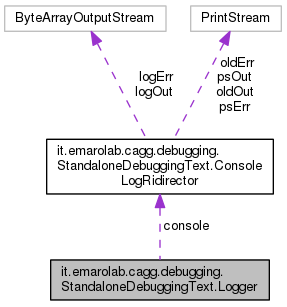 ByteArrayOutputStream
PrintStream
logErr
logOut
oldErr
psOut
oldOut
psErr
it.emarolab.cagg.debugging.
StandaloneDebuggingText.Console
LogRidirector
console
it.emarolab.cagg.debugging.
StandaloneDebuggingText.Logger